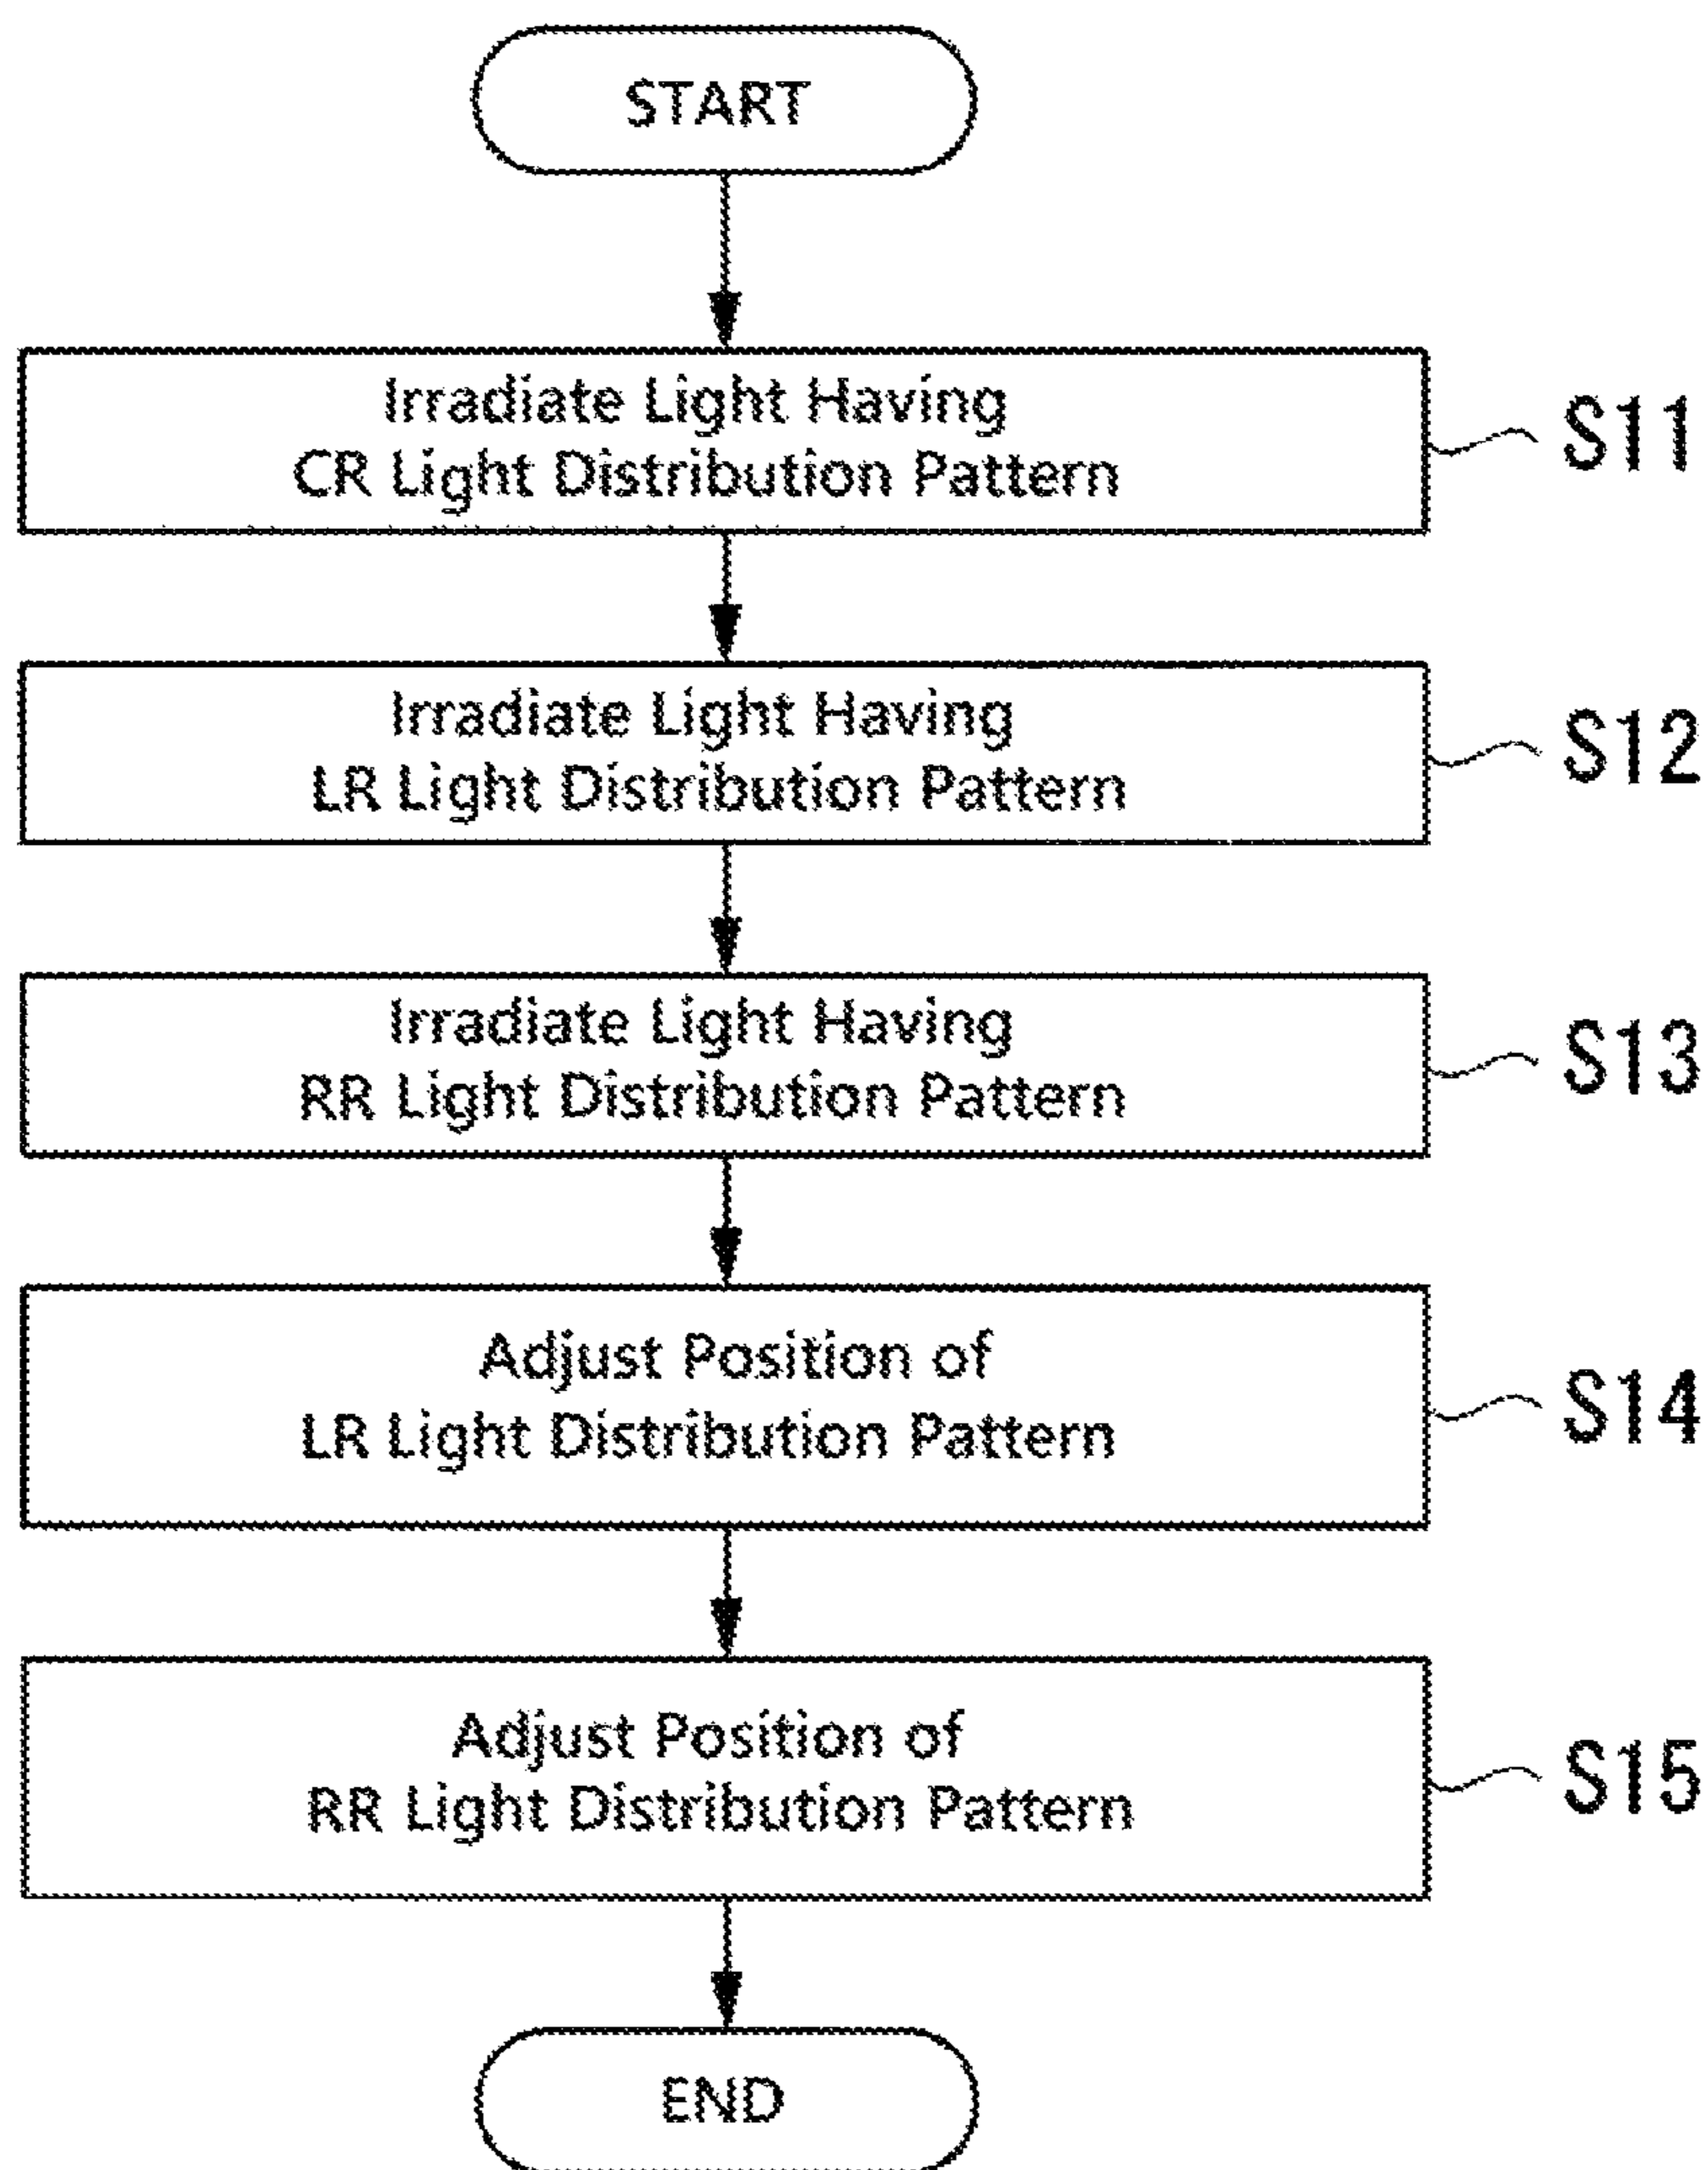 START
Irradiate Light Having
CR Light Distribution Pattern
S11
Irradiate Light Having
LR Light Distribution Pattern
S12
Irradiate Light Having
RR Light Distribution Pattern
S13
Adjust Position of
LR Light Distribution Pattern
S14
Adjust Position of
RR Light Distribution Pattern
S15
END